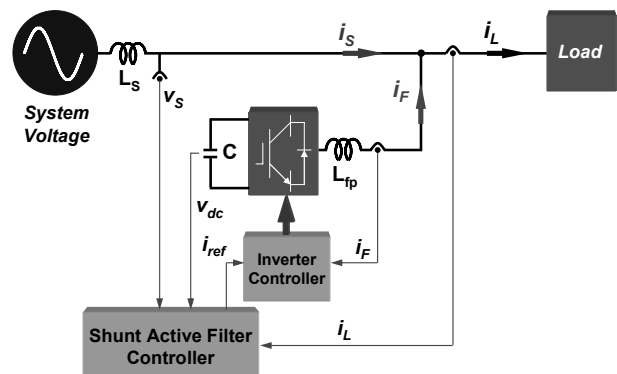 i_S
i_L
Load
L_S
System
Voltage
v_S
i_F
C
L_fp
v_dc
i_ref
Inverter
Controller
i_F
Shunt Active Filter
Controller
i_L